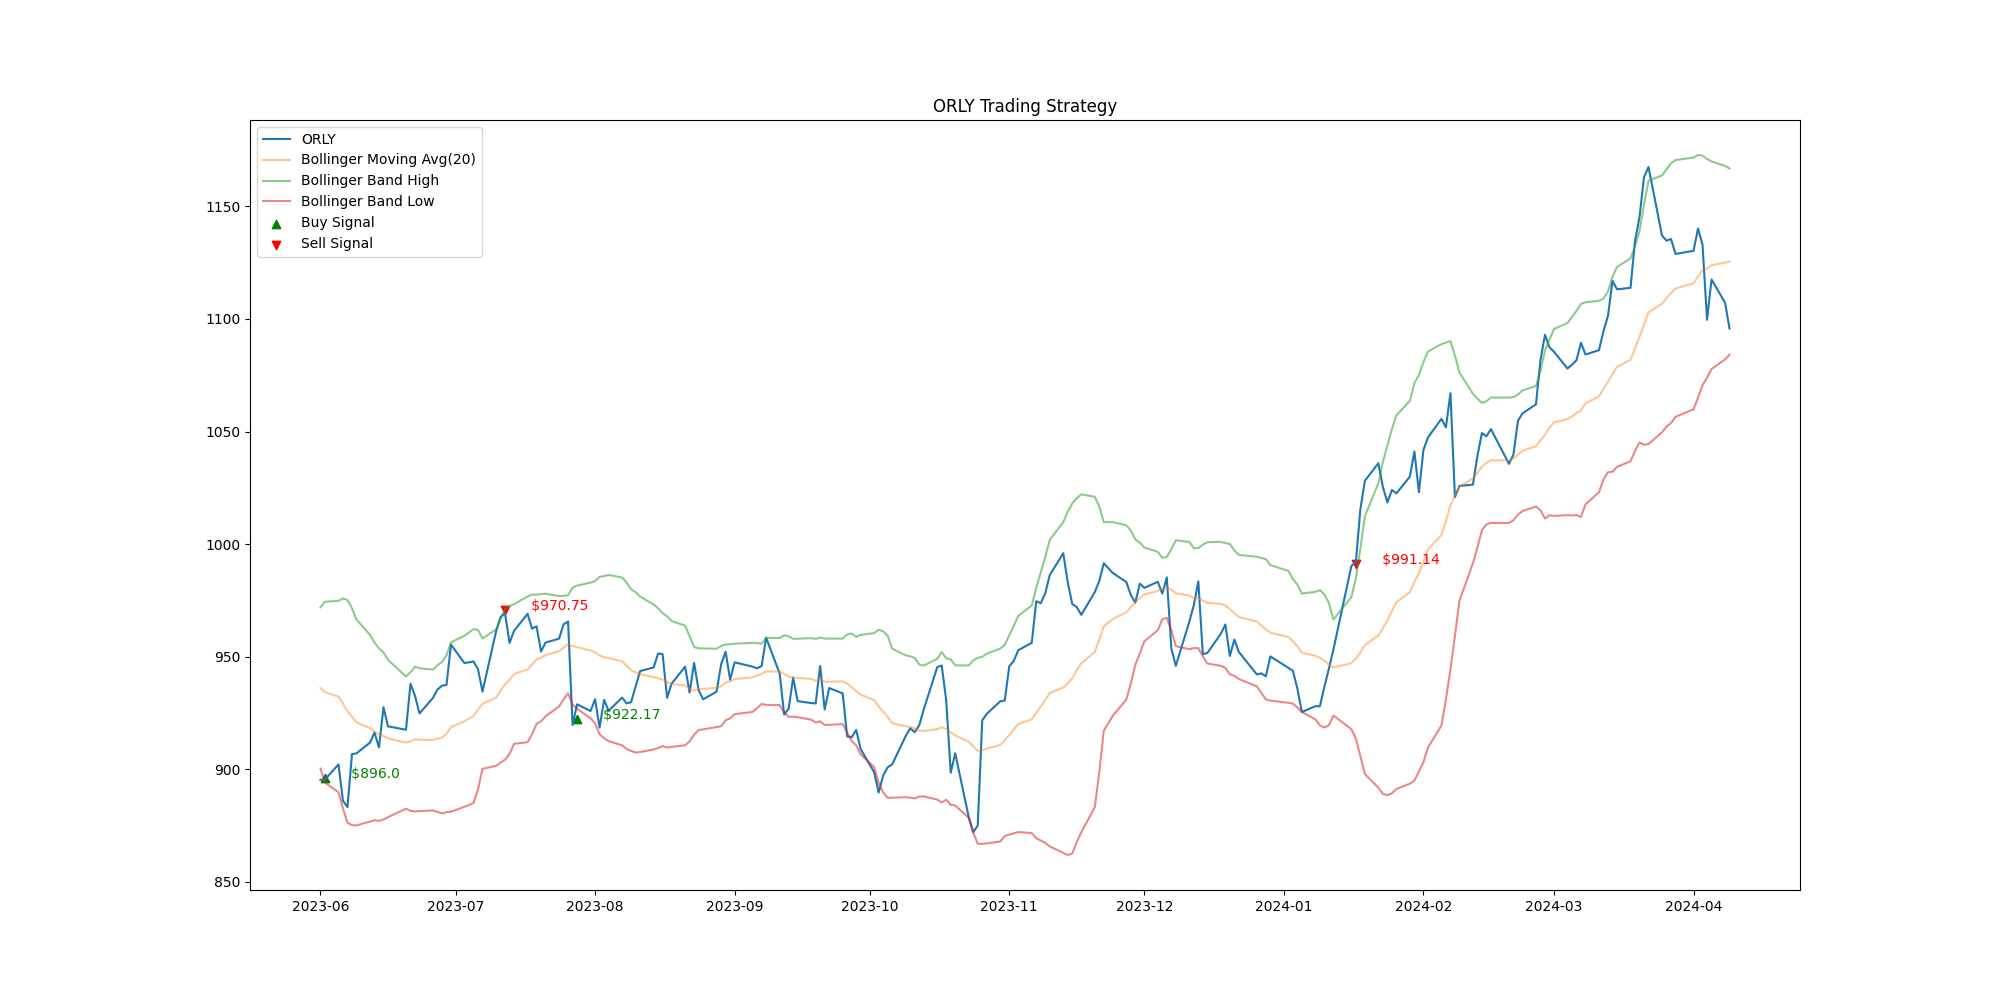 ORLY Trading Strategy
ORLY
Bollinger Moving Avg(20)
Bollinger Band High
Bollinger Band Low
Buy Signal
Sell Signal
1150
1100
1050
1000
950
900
850
$991.14
$970.75
$922.17
$896.0
2023-06 2023-07 2023-08 2023-09 2023-10 2023-11 2023-12 2024-01 2024-02 2024-03 2024-04